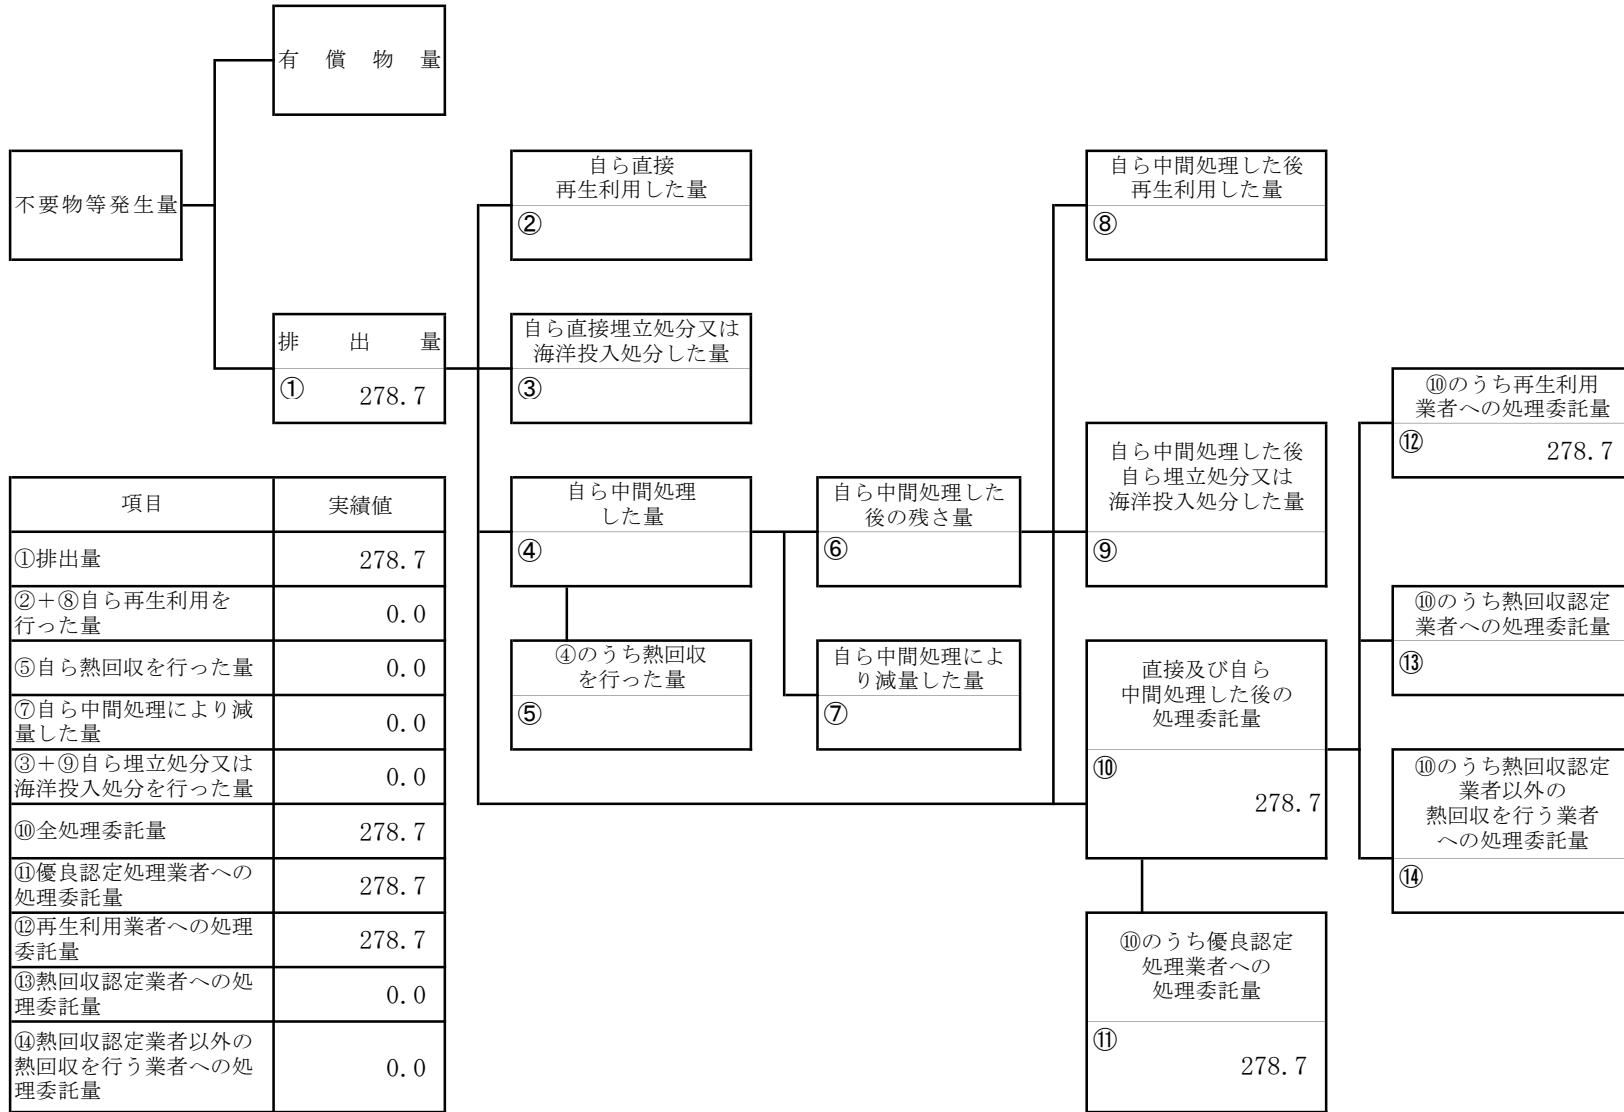 有償物量
不要物等発生量
排出量
① 278.7
自ら直接
再生利用した量
②
自ら直接埋立処分又は
海洋投入処分した量
③
自ら中間処理
した量
④
④のうち熱回収
を行った量
⑤
自ら中間処理した
後の残さ量
⑥
自ら中間処理によ
り減量した量
⑦
自ら中間処理した後
再生利用した量
⑧
自ら中間処理した後
自ら埋立処分又は
海洋投入処分した量
⑨
直接及び自ら
中間処理した後の
処理委託量
⑩
278.7
⑩のうち優良認定
処理業者への
処理委託量
⑪
278.7
⑩のうち再生利用
業者への処理委託量
⑫ 278.7
⑩のうち熱回収認定
業者への処理委託量
⑬
⑩のうち熱回収認定
業者以外の
熱回収を行う業者
への処理委託量
⑭
項目 実績値
①排出量 278.7
②+⑧自ら再生利用を
行った量 0.0
⑤自ら熱回収を行った量 0.0
⑦自ら中間処理により減
量した量 0.0
③+⑨自ら埋立処分又は
海洋投入処分を行った量 0.0
⑩全処理委託量 278.7
⑪優良認定処理業者への
処理委託量 278.7
⑫再生利用業者への処理
委託量 278.7
⑬熱回収認定業者への処
理委託量 0.0
⑭熱回収認定業者以外の
熱回収を行う業者への処
理委託量 0.0